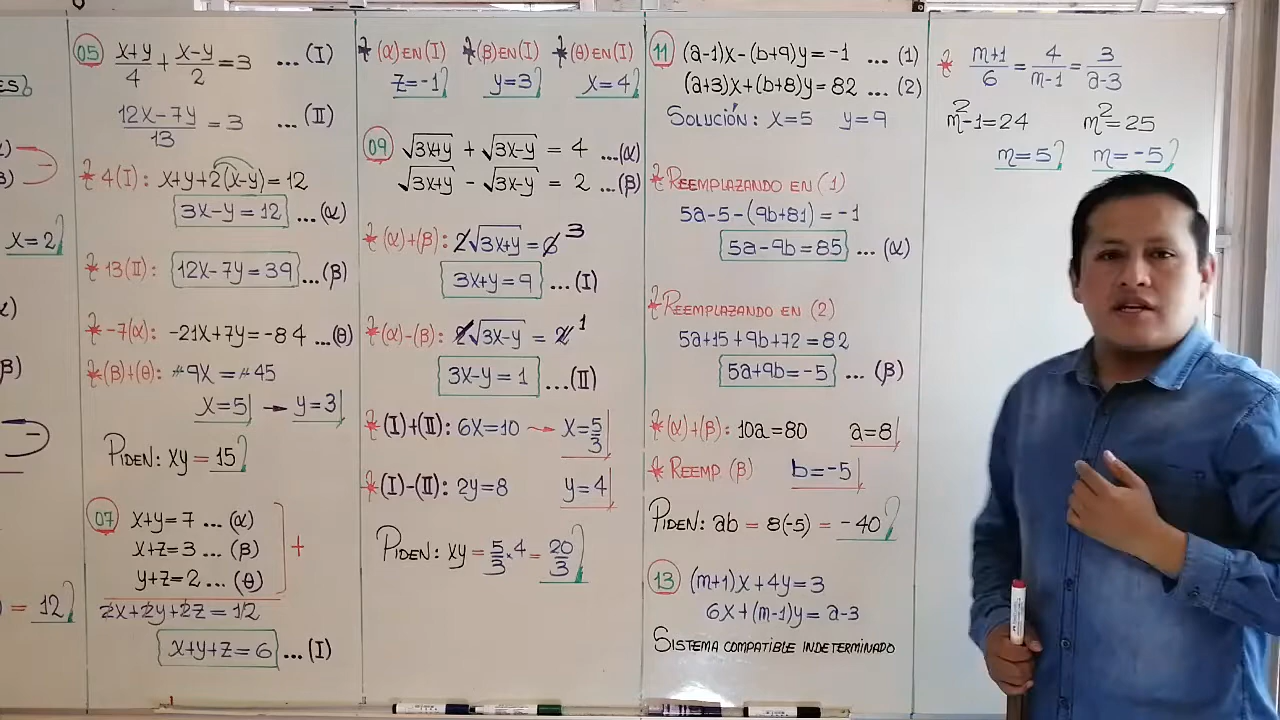 ES
α)
β)
x=2
α)
β)
= 12
05 x+y/4 + x-y/2 = 3 ... (I)
12x-7y/13 = 3 ... (II)
* 4(I): x+y+2(x-y)=12
3x-y=12 ...(α)
* 13(II): 12x-7y=39 ...(β)
* -7(α): -21x+7y=-84 ...(θ)
* (β)+(θ): -9x = -45
x=5 → y=3
PIDEN: xy = 15
07 x+y=7 ... (α)
x+z=3 ... (β)
y+z=2 ... (θ)
+
2x+2y+2z = 12
x+y+z=6 ...(I)
* (α) EN (I) * (β) EN (I) * (θ) EN (I)
z=-1 y=3 x=4
09 √3x+y + √3x-y = 4 ...(α)
√3x+y - √3x-y = 2 ...(β)
* (α)+(β): 2√3x+y = 6 3
3x+y=9 ...(I)
* (α)-(β): 2√3x-y = 2 1
3x-y=1 ...(II)
* (I)+(II): 6x=10 → x=5/3
* (I)-(II): 2y=8 y=4
PIDEN: xy = 5/3 × 4 = 20/3
11 (a-1)x-(b+9)y=-1 ... (1)
(a+3)x+(b+8)y=82 ... (2)
SOLUCIÓN: x=5 y=9
* REEMPLAZANDO EN (1)
5a-5-(9b+81)=-1
5a-9b=85 ... (α)
* REEMPLAZANDO EN (2)
5a+15+9b+72=82
5a+9b=-5 ... (β)
* (α)+(β): 10a=80 a=8
* REEMP (β) b=-5
PIDEN: ab = 8(-5) = -40
13 (m+1)x+4y=3
6x+(m-1)y=a-3
SISTEMA COMPATIBLE INDETERMINADO
* m+1/6 = 4/m-1 = 3/a-3
m²-1=24 m²=25
m=5 m=-5